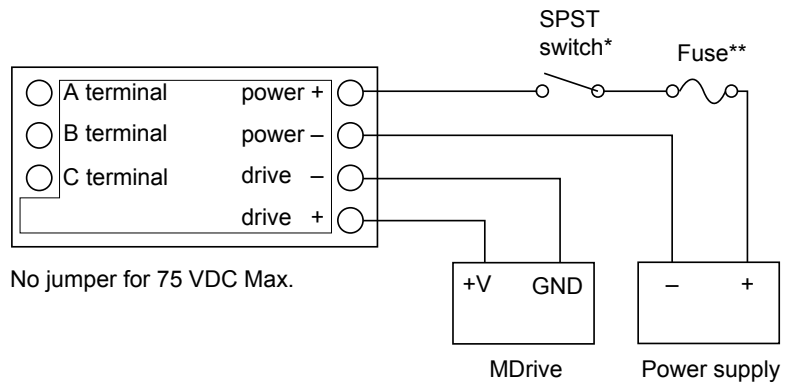 SPST
switch*
Fuse**
A terminal power +
B terminal power –
C terminal drive –
drive +
No jumper for 75 VDC Max.
+V GND – +
MDrive Power supply